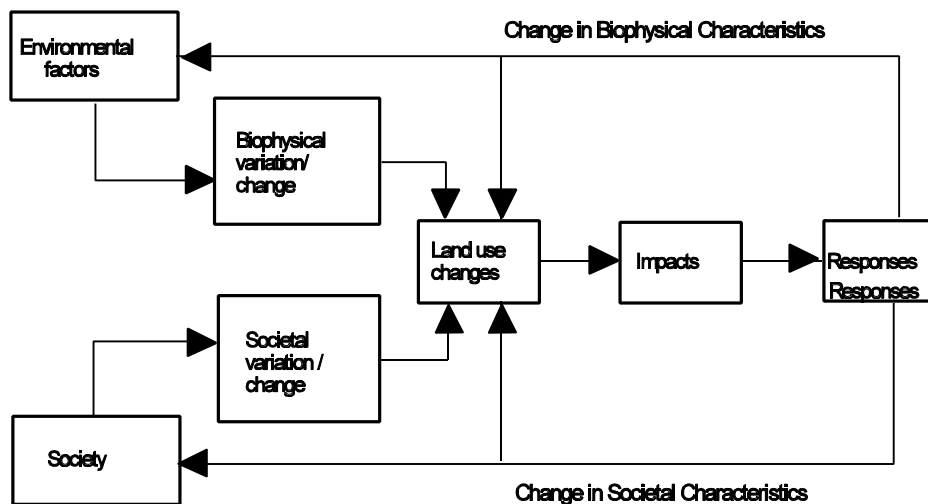 Change in Biophysical Characteristics
Environmental
factors
Biophysical
variation/
change
Land use
changes
Impacts
Responses
Responses
Societal
variation /
change
Society
Change in Societal Characteristics